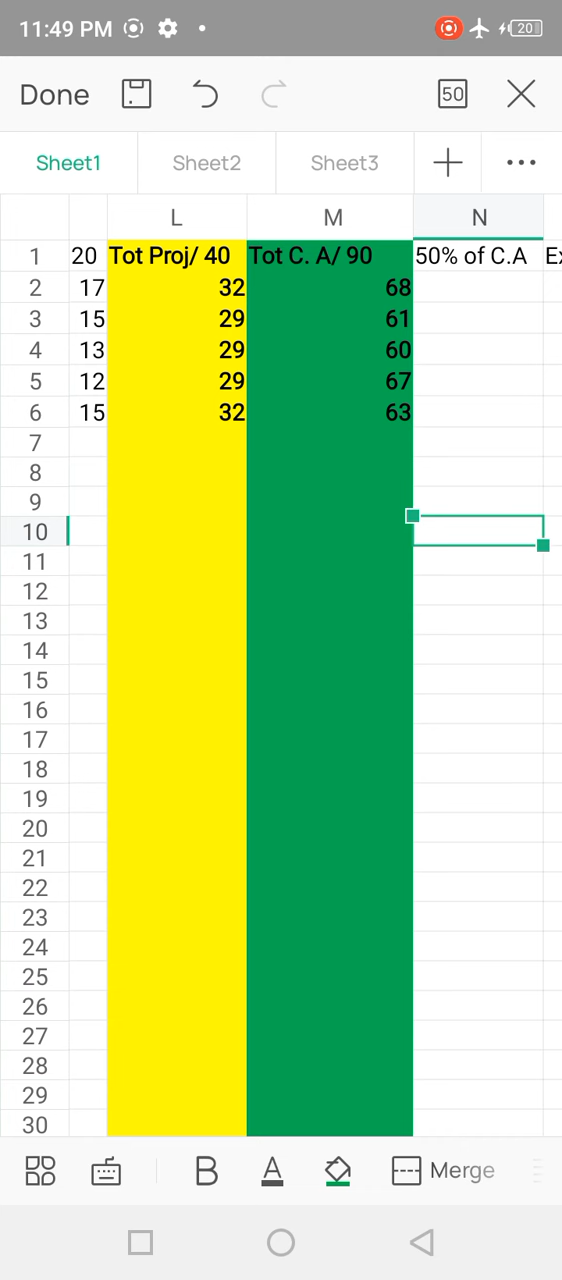 11:49 PM 20
Done 50
Sheet1 Sheet2 Sheet3
L M N
1 20 Tot Proj/ 40 Tot C. A/ 90 50% of C.A Ex
2 17 32 68
3 15 29 61
4 13 29 60
5 12 29 67
6 15 32 63
7
8
9
10
11
12
13
14
15
16
17
18
19
20
21
22
23
24
25
26
27
28
29
30
B A Merge